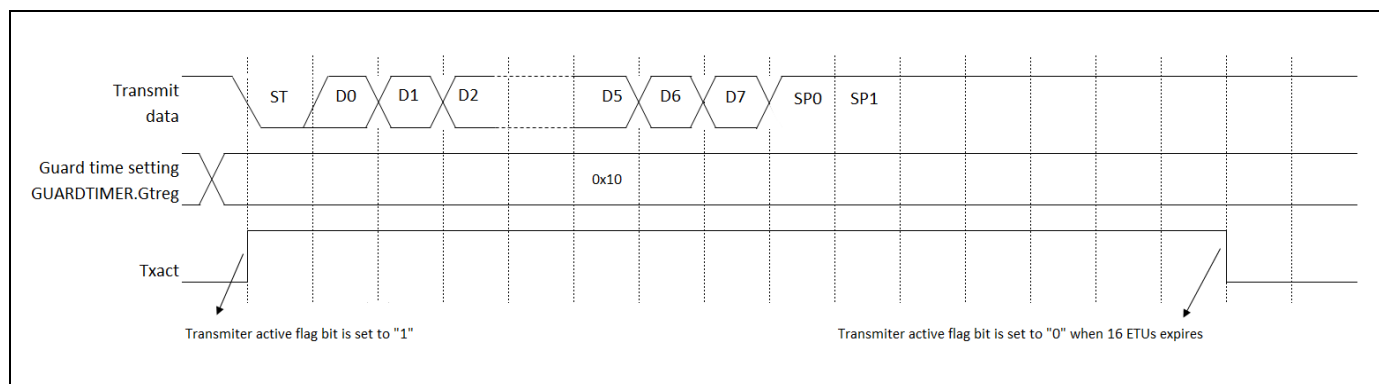 Transmit
data
ST D0 D1 D2 D5 D6 D7 SP0 SP1
Guard time setting
GUARDTIMER.Gtreg
0x10
Txact
Transmiter active flag bit is set to "1"
Transmiter active flag bit is set to "0" when 16 ETUs expires